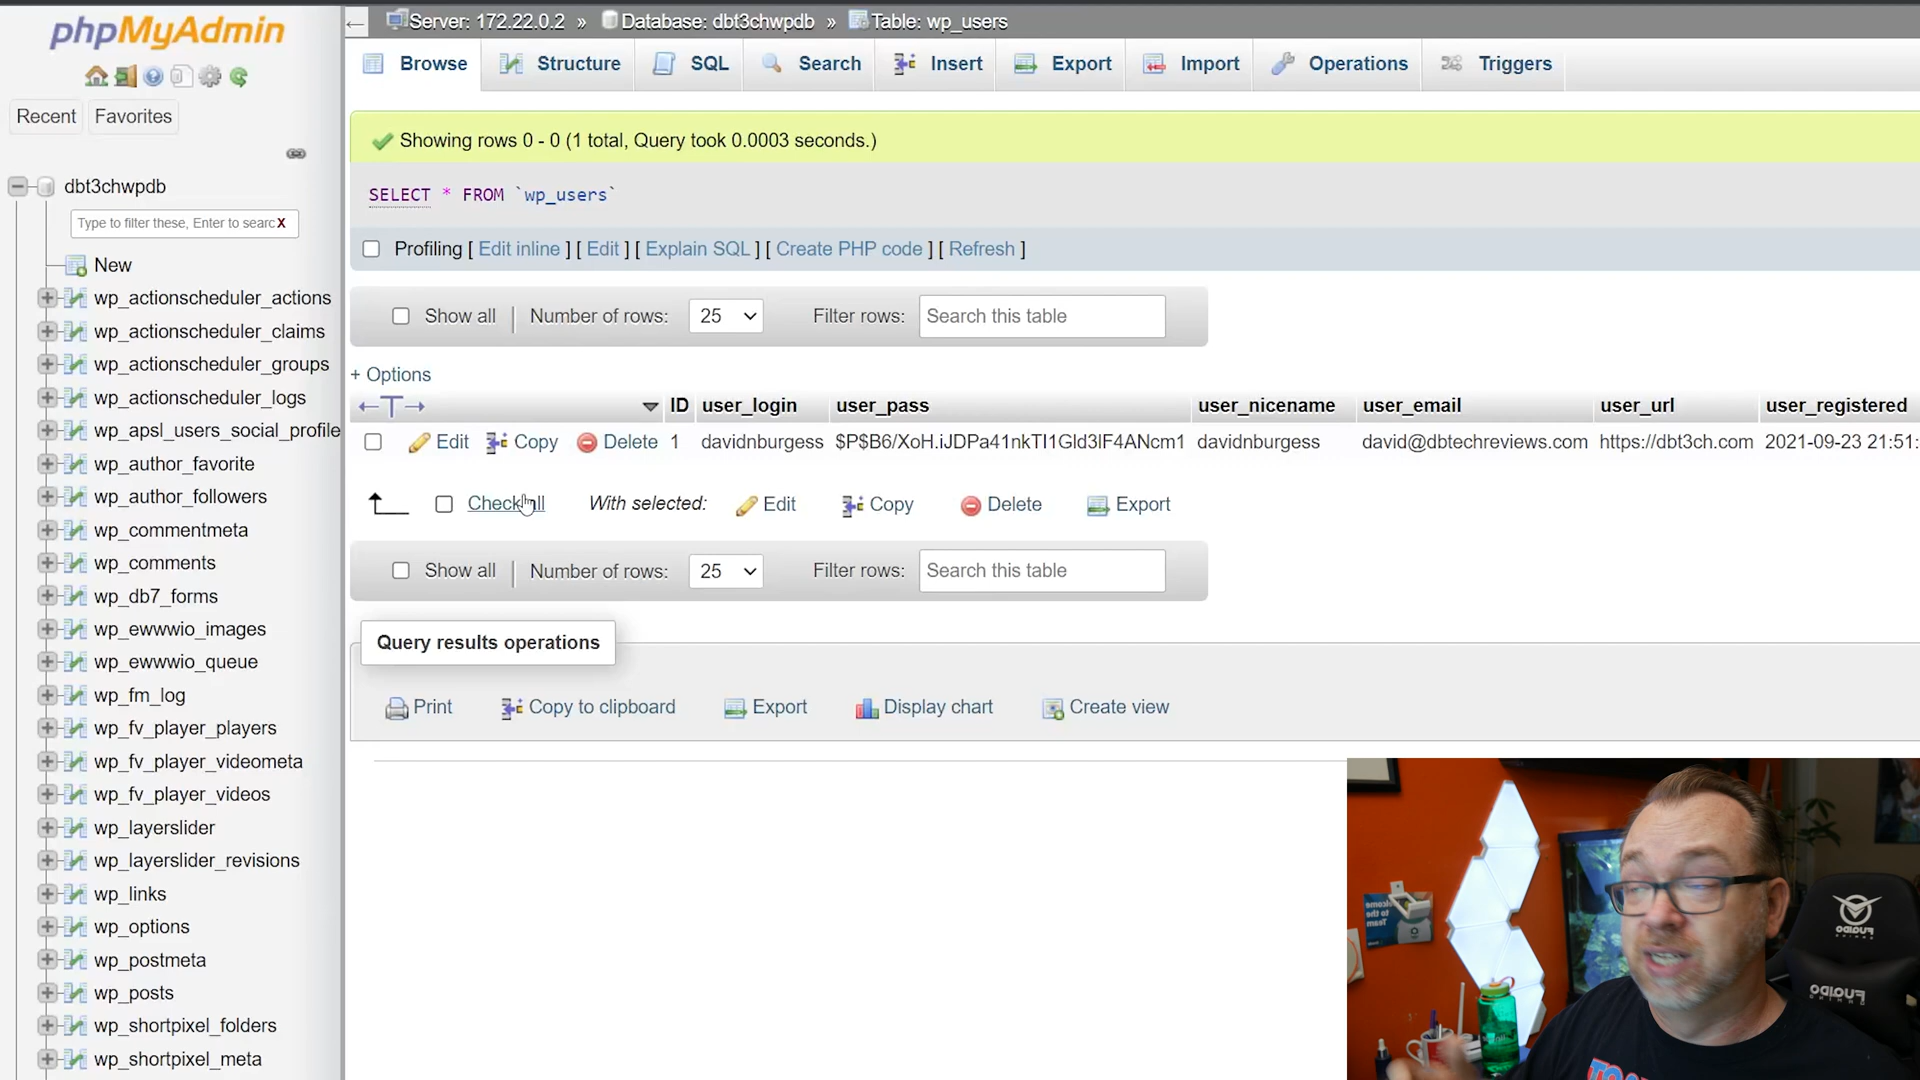 phpMyAdmin
Recent
Favorites
dbt3chwpdb
Type to filter these, Enter to searc X
New
wp_actionscheduler_actions
wp_actionscheduler_claims
wp_actionscheduler_groups
wp_actionscheduler_logs
wp_apsl_users_social_profile
wp_author_favorite
wp_author_followers
wp_commentmeta
wp_comments
wp_db7_forms
wp_ewwwio_images
wp_ewwwio_queue
wp_fm_log
wp_fv_player_players
wp_fv_player_videometa
wp_fv_player_videos
wp_layerslider
wp_layerslider_revisions
wp_links
wp_options
wp_postmeta
wp_posts
wp_shortpixel_folders
wp_shortpixel_meta
Server: 172.22.0.2 » Database: dbt3chwpdb » Table: wp_users
Browse Structure SQL Search Insert Export Import Operations Triggers
Showing rows 0 - 0 (1 total, Query took 0.0003 seconds.)
SELECT * FROM `wp_users`
Profiling [ Edit inline ] [ Edit ] [ Explain SQL ] [ Create PHP code ] [ Refresh ]
Show all | Number of rows: 25 Filter rows: Search this table
+ Options
ID user_login user_pass user_nicename user_email user_url user_registered
Edit Copy Delete 1 davidnburgess $P$B6/XoH.iJDPa41nkTI1Gld3lF4ANcm1 davidnburgess david@dbtechreviews.com https://dbt3ch.com 2021-09-23 21:51:
Check all With selected: Edit Copy Delete Export
Show all | Number of rows: 25 Filter rows: Search this table
Query results operations
Print Copy to clipboard Export Display chart Create view
Welcome
to the
Team
FUQIDO
FUQIDO